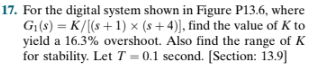 17. For the digital system shown in Figure P13.6, where
G₁(s) = K/[(s + 1) × (s + 4)], find the value of K to
yield a 16.3% overshoot. Also find the range of K
for stability. Let T = 0.1 second. [Section: 13.9]